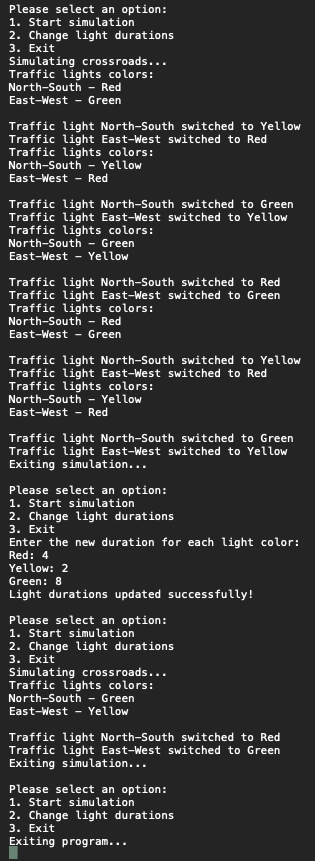 Please select an option:
1. Start simulation
2. Change light durations
3. Exit
Simulating crossroads...
Traffic lights colors:
North-South - Red
East-West - Green

Traffic light North-South switched to Yellow
Traffic light East-West switched to Red
Traffic lights colors:
North-South - Yellow
East-West - Red

Traffic light North-South switched to Green
Traffic light East-West switched to Yellow
Traffic lights colors:
North-South - Green
East-West - Yellow

Traffic light North-South switched to Red
Traffic light East-West switched to Green
Traffic lights colors:
North-South - Red
East-West - Green

Traffic light North-South switched to Yellow
Traffic light East-West switched to Red
Traffic lights colors:
North-South - Yellow
East-West - Red

Traffic light North-South switched to Green
Traffic light East-West switched to Yellow
Exiting simulation...

Please select an option:
1. Start simulation
2. Change light durations
3. Exit
Enter the new duration for each light color:
Red: 4
Yellow: 2
Green: 8
Light durations updated successfully!

Please select an option:
1. Start simulation
2. Change light durations
3. Exit
Simulating crossroads...
Traffic lights colors:
North-South - Green
East-West - Yellow

Traffic light North-South switched to Red
Traffic light East-West switched to Green
Exiting simulation...

Please select an option:
1. Start simulation
2. Change light durations
3. Exit
Exiting program...